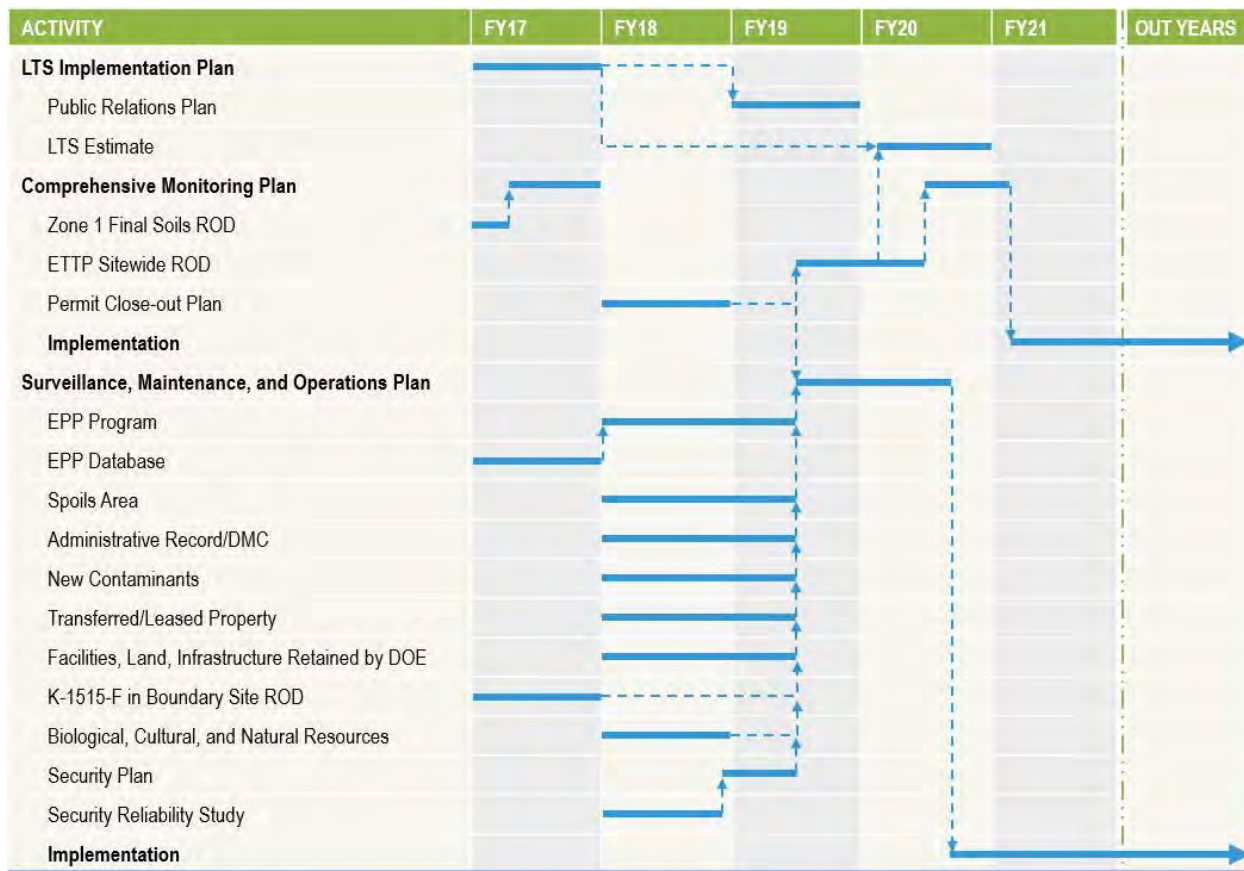 ACTIVITY FY17 FY18 FY19 FY20 FY21 OUT YEARS
LTS Implementation Plan
Public Relations Plan
LTS Estimate
Comprehensive Monitoring Plan
Zone 1 Final Soils ROD
ETTP Sitewide ROD
Permit Close-out Plan
Implementation
Surveillance, Maintenance, and Operations Plan
EPP Program
EPP Database
Spoils Area
Administrative Record/DMC
New Contaminants
Transferred/Leased Property
Facilities, Land, Infrastructure Retained by DOE
K-1515-F in Boundary Site ROD
Biological, Cultural, and Natural Resources
Security Plan
Security Reliability Study
Implementation